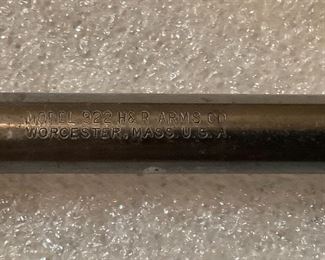 MODEL 922 H&R ARMS CO
WORCESTER, MASS. U.S.A.